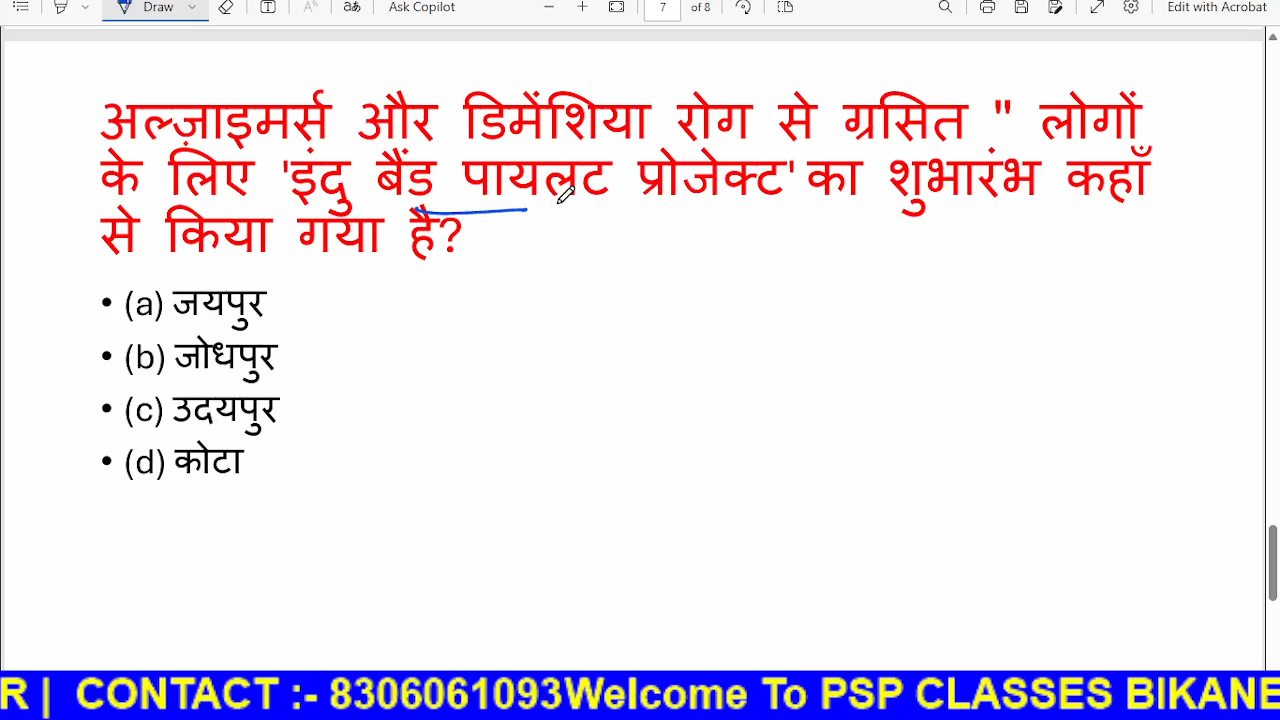 Draw
Ask Copilot
7 of 8
Edit with Acrobat
अल्ज़ाइमर्स और डिमेंशिया रोग से ग्रसित " लोगों
के लिए 'इंदु बैंड पायलट प्रोजेक्ट' का शुभारंभ कहाँ
से किया गया है?
• (a) जयपुर
• (b) जोधपुर
• (c) उदयपुर
• (d) कोटा
R | CONTACT :- 8306061093Welcome To PSP CLASSES BIKANE